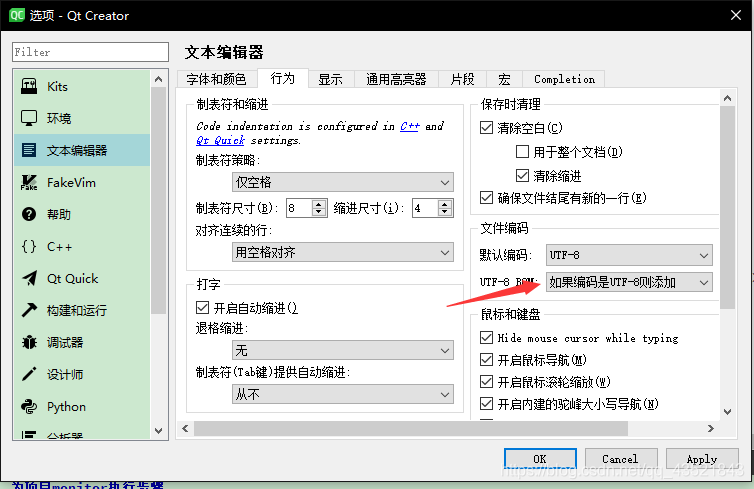 选项 - Qt Creator
Filter
Kits
环境
文本编辑器
FakeVim
帮助
C++
Qt Quick
构建和运行
调试器
设计师
Python
分析器
文本编辑器
字体和颜色 行为 显示 通用高亮器 片段 宏 Completion
制表符和缩进
Code indentation is configured in C++ and
Qt Quick settings.
制表符策略:
仅空格
制表符尺寸(B): 8 缩进尺寸(i): 4
对齐连续的行:
用空格对齐
打字
开启自动缩进()
退格缩进:
无
制表符(Tab键)提供自动缩进:
从不
保存时清理
清除空白(C)
用于整个文档(D)
清除缩进
确保文件结尾有新的一行(E)
文件编码
默认编码: UTF-8
UTF-8 BOM: 如果编码是UTF-8则添加
鼠标和键盘
Hide mouse cursor while typing
开启鼠标导航(M)
开启鼠标滚轮缩放(W)
开启内建的驼峰大小写导航(N)
OK Cancel Apply
为项目monitor执行步骤